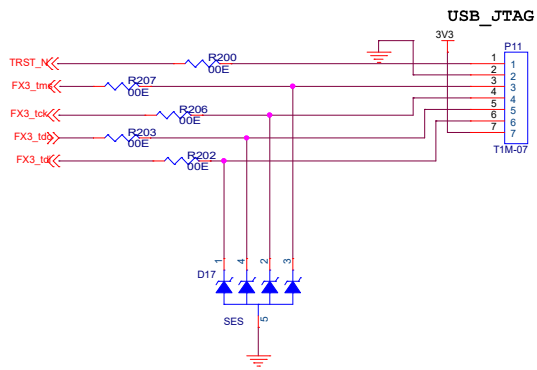 USB_JTAG
3V3
P11
TRST_N
R200
00E
1
1
2
2
FX3_tms
R207
00E
3
3
4
4
FX3_tck
R206
00E
5
5
6
6
FX3_tdo
R203
00E
7
7
T1M-07
FX3_tdi
R202
00E
1
4
2
3
D17
SES
5